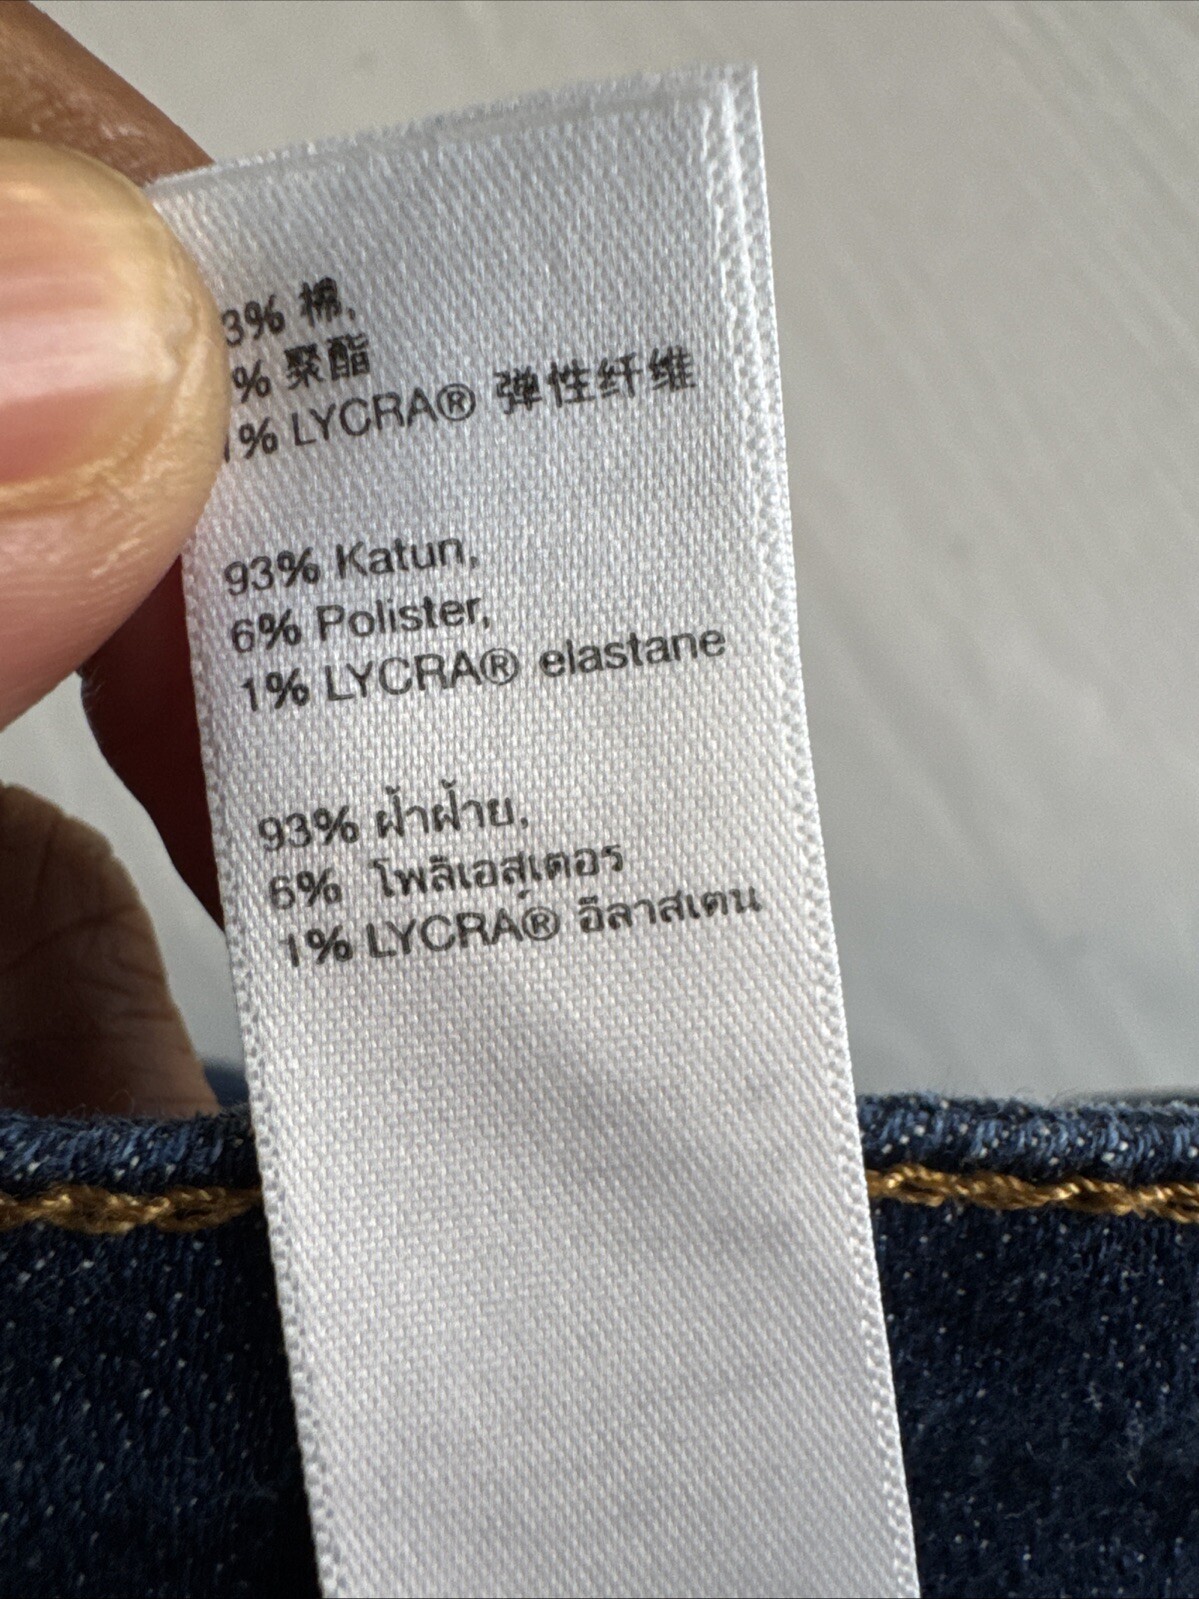 3% 棉,
% 聚酯
1% LYCRA® 弹性纤维
93% Katun,
6% Polister,
1% LYCRA® elastane
93% ผ้าฝ้าย,
6% โพลีเอสเตอร์
1% LYCRA® อีลาสเตน